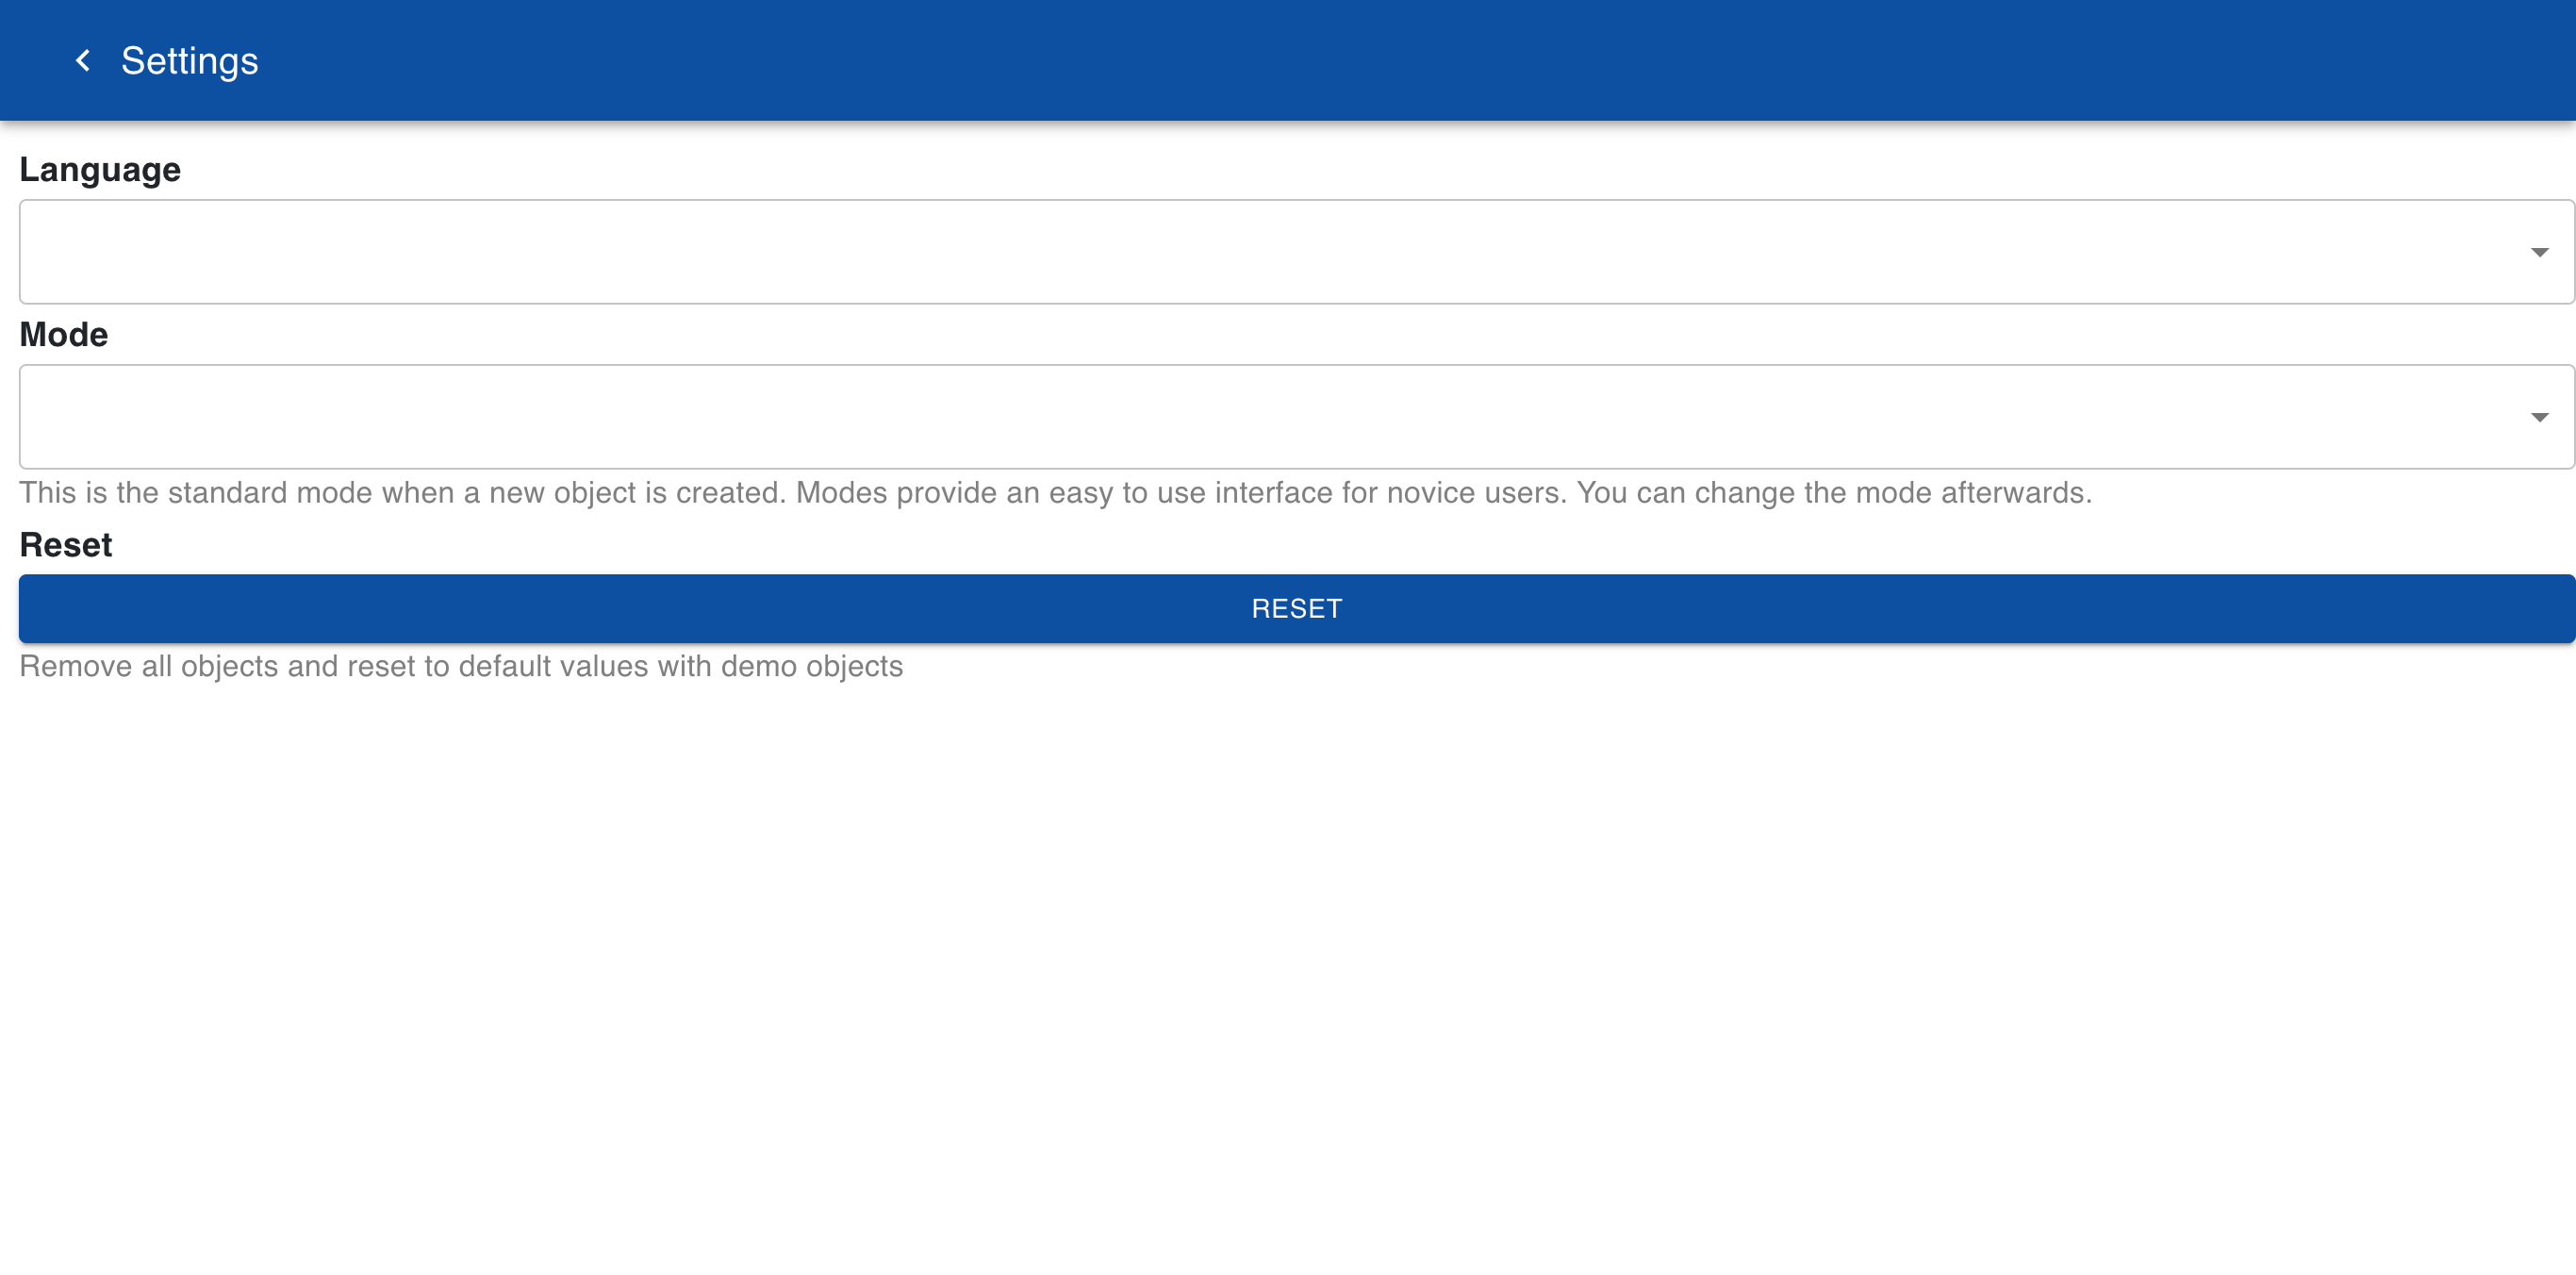 Settings
Language
Mode
This is the standard mode when a new object is created. Modes provide an easy to use interface for novice users. You can change the mode afterwards.
Reset
RESET
Remove all objects and reset to default values with demo objects